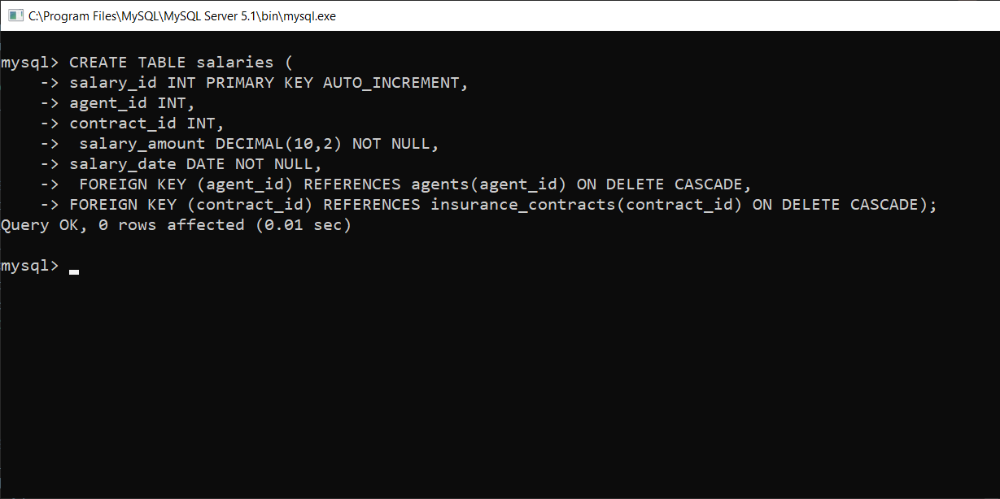 C:\Program Files\MySQL\MySQL Server 5.1\bin\mysql.exe
mysql> CREATE TABLE salaries (
    -> salary_id INT PRIMARY KEY AUTO_INCREMENT,
    -> agent_id INT,
    -> contract_id INT,
    ->  salary_amount DECIMAL(10,2) NOT NULL,
    -> salary_date DATE NOT NULL,
    ->  FOREIGN KEY (agent_id) REFERENCES agents(agent_id) ON DELETE CASCADE,
    -> FOREIGN KEY (contract_id) REFERENCES insurance_contracts(contract_id) ON DELETE CASCADE);
Query OK, 0 rows affected (0.01 sec)
mysql>